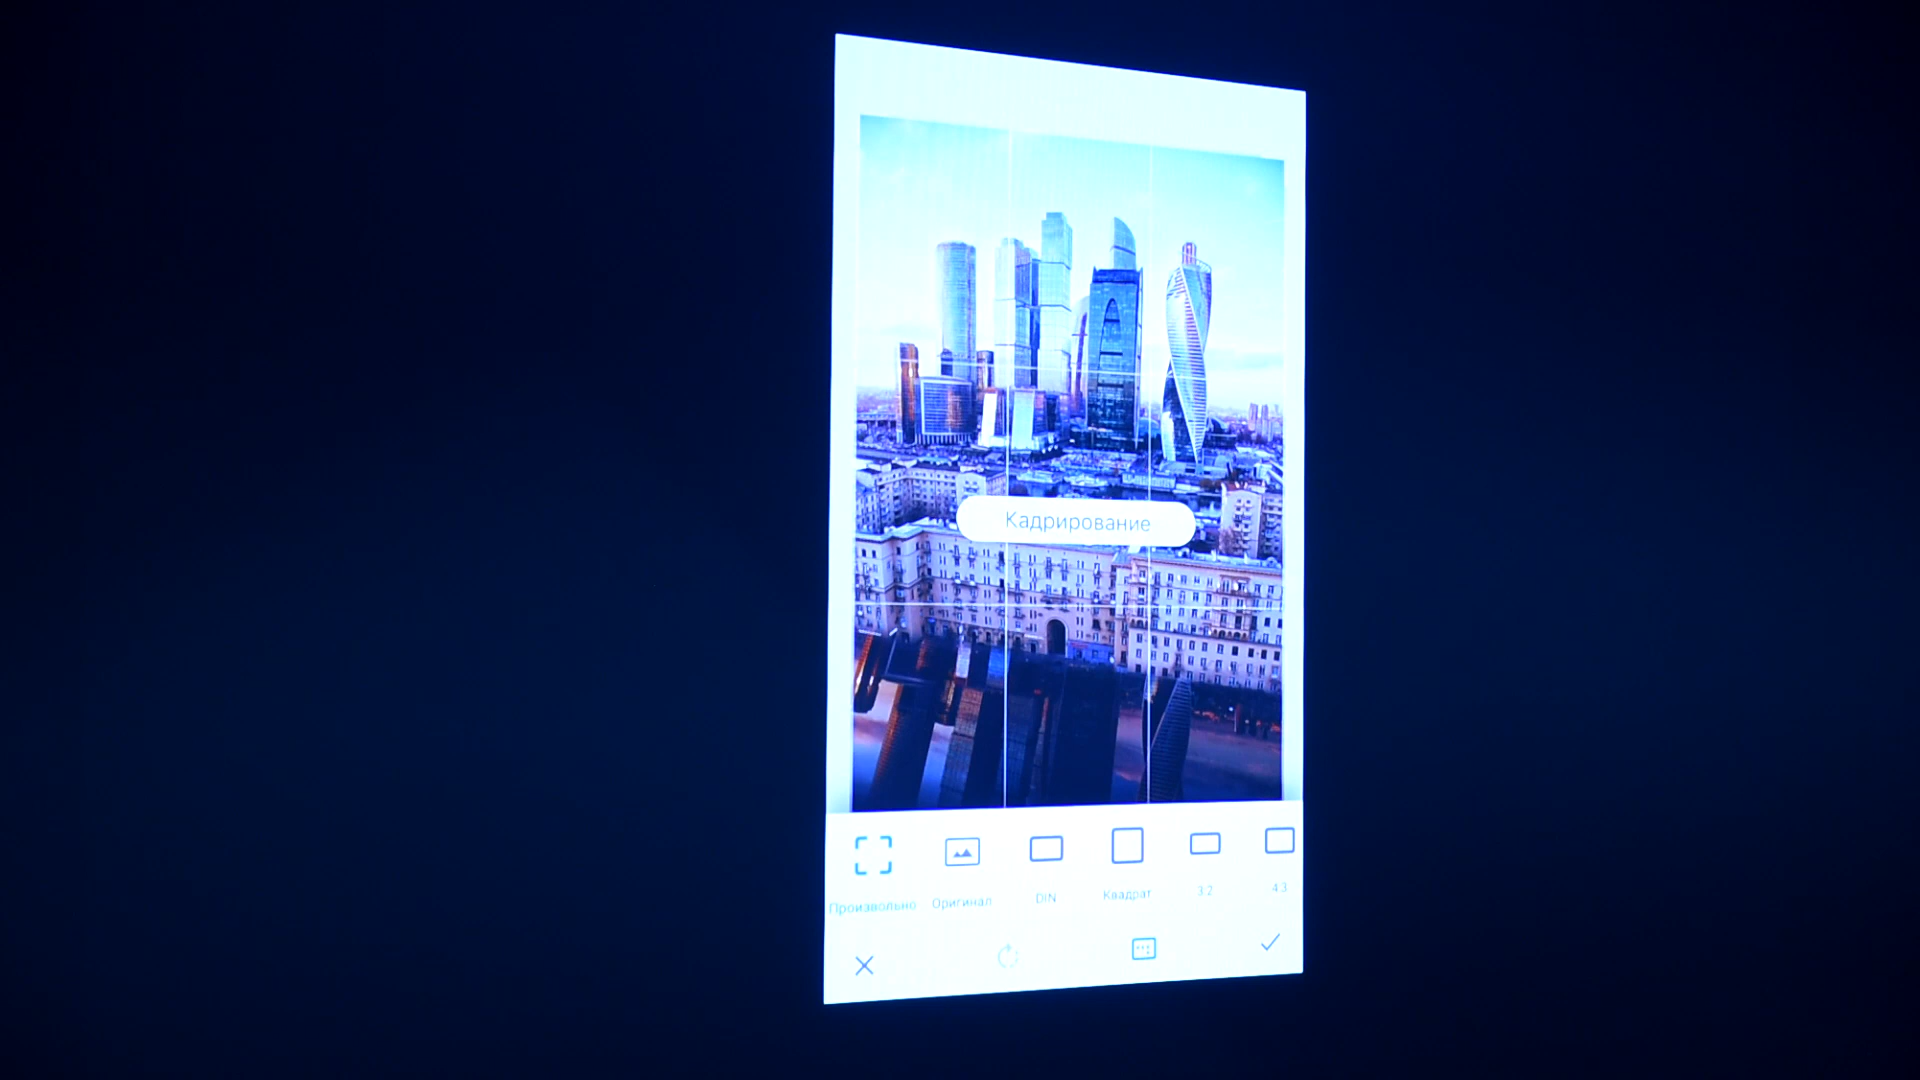 Кадрирование
Произвольно
Оригинал
DIN
Квадрат
3:2
4:3